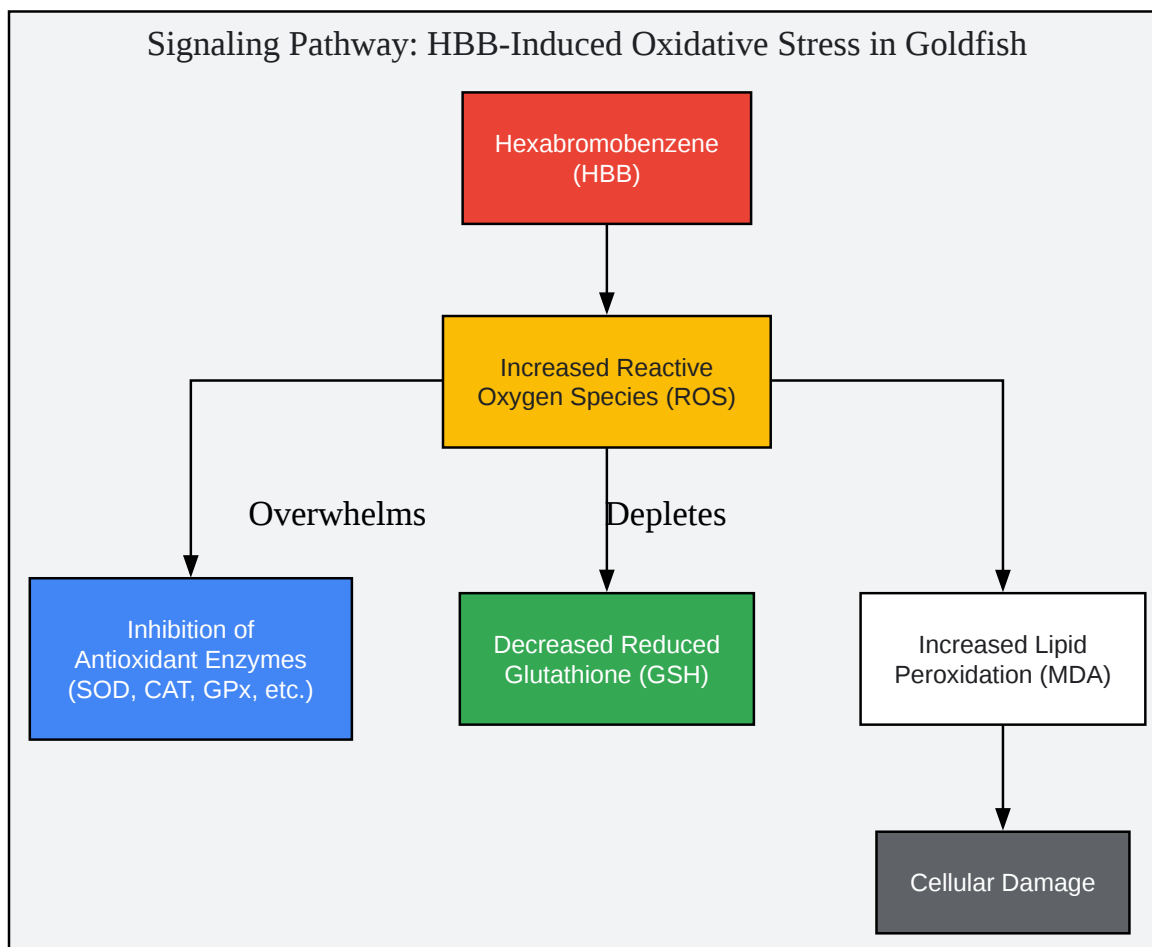 Signaling Pathway: HBB-Induced Oxidative Stress in Goldfish
Hexabromobenzene
(HBB)
Increased Reactive
Oxygen Species (ROS)
Overwhelms
Depletes
Inhibition of
Antioxidant Enzymes
(SOD, CAT, GPx, etc.)
Decreased Reduced
Glutathione (GSH)
Increased Lipid
Peroxidation (MDA)
Cellular Damage